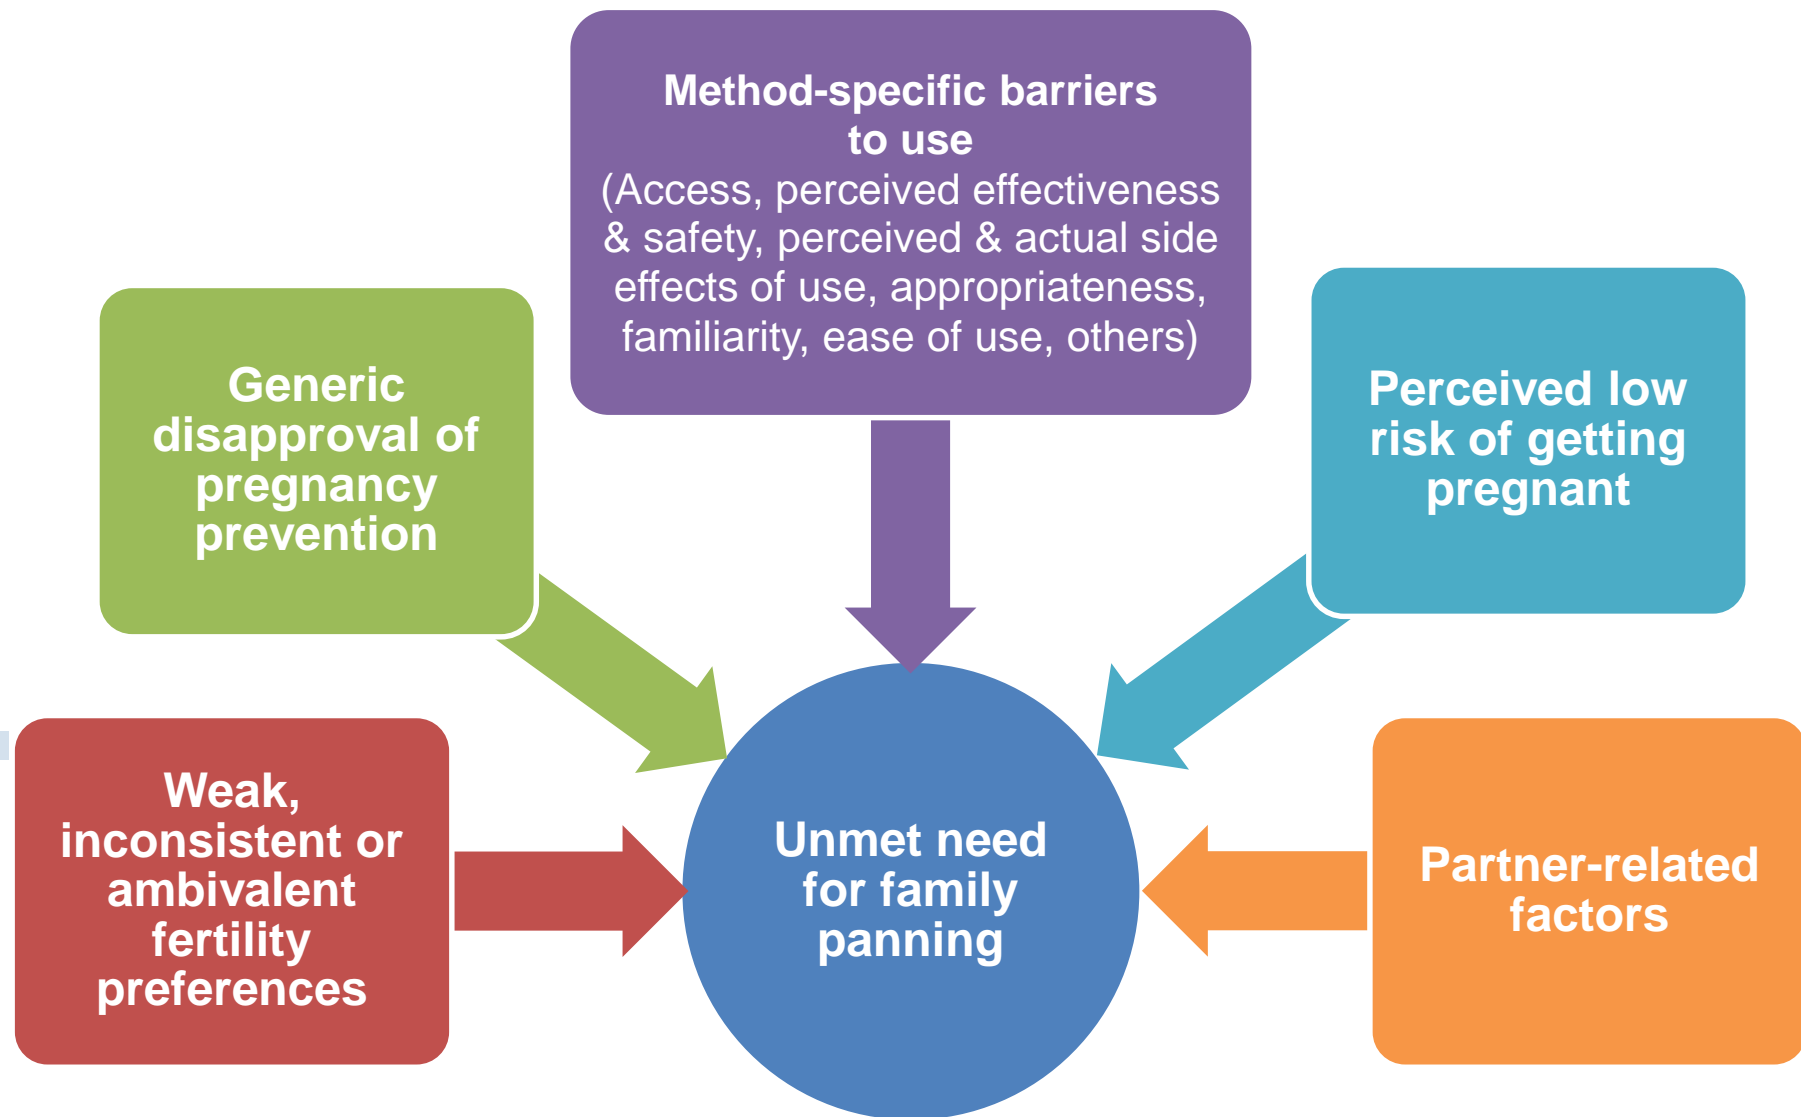 Method-specific barriers
to use
(Access, perceived effectiveness
& safety, perceived & actual side
effects of use, appropriateness,
familiarity, ease of use, others)
Generic
disapproval of
pregnancy
prevention
Perceived low
risk of getting
pregnant
Weak,
inconsistent or
ambivalent
fertility
preferences
Unmet need
for family
panning
Partner-related
factors